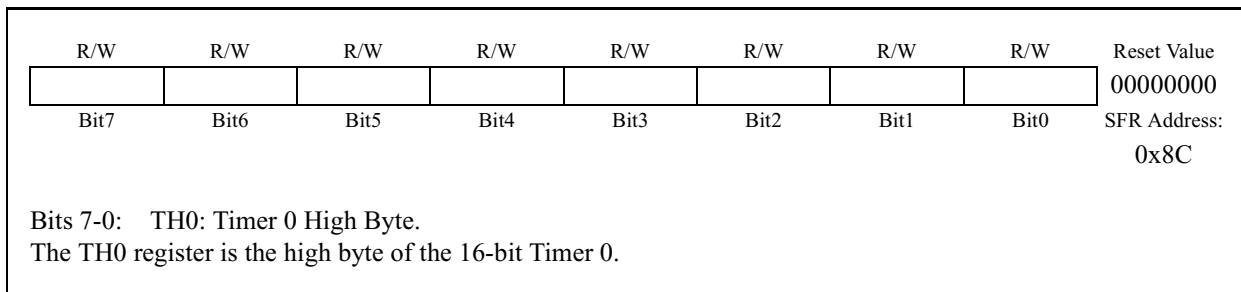 R/W R/W R/W R/W R/W R/W R/W R/W Reset Value
00000000
Bit7 Bit6 Bit5 Bit4 Bit3 Bit2 Bit1 Bit0 SFR Address:
0x8C
Bits 7-0: TH0: Timer 0 High Byte.
The TH0 register is the high byte of the 16-bit Timer 0.